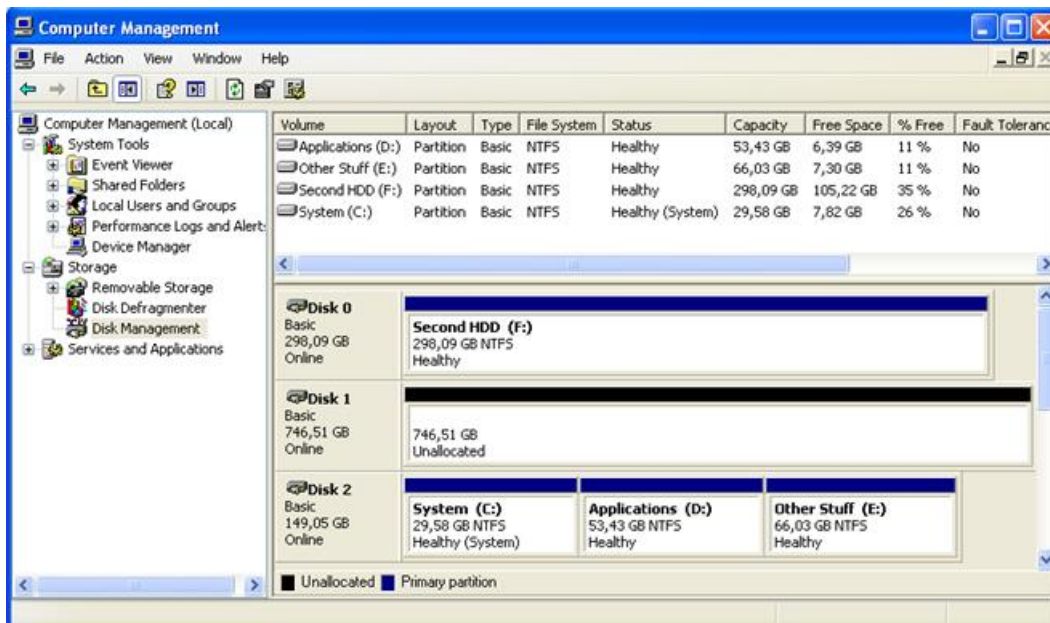 Computer Management
File Action View Window Help
Computer Management (Local)
System Tools
Event Viewer
Shared Folders
Local Users and Groups
Performance Logs and Alert
Device Manager
Storage
Removable Storage
Disk Defragmenter
Disk Management
Services and Applications
Volume Layout Type File System Status Capacity Free Space % Free Fault Toleranc
Applications (D:) Partition Basic NTFS Healthy 53,43 GB 6,39 GB 11 % No
Other Stuff (E:) Partition Basic NTFS Healthy 66,03 GB 7,30 GB 11 % No
Second HDD (F:) Partition Basic NTFS Healthy 298,09 GB 105,22 GB 35 % No
System (C:) Partition Basic NTFS Healthy (System) 29,58 GB 7,82 GB 26 % No
Disk 0
Basic
298,09 GB
Online
Second HDD (F:)
298,09 GB NTFS
Healthy
Disk 1
Basic
746,51 GB
Online
746,51 GB
Unallocated
Disk 2
Basic
149,05 GB
Online
System (C:)
29,58 GB NTFS
Healthy (System)
Applications (D:)
53,43 GB NTFS
Healthy
Other Stuff (E:)
66,03 GB NTFS
Healthy
Unallocated Primary partition